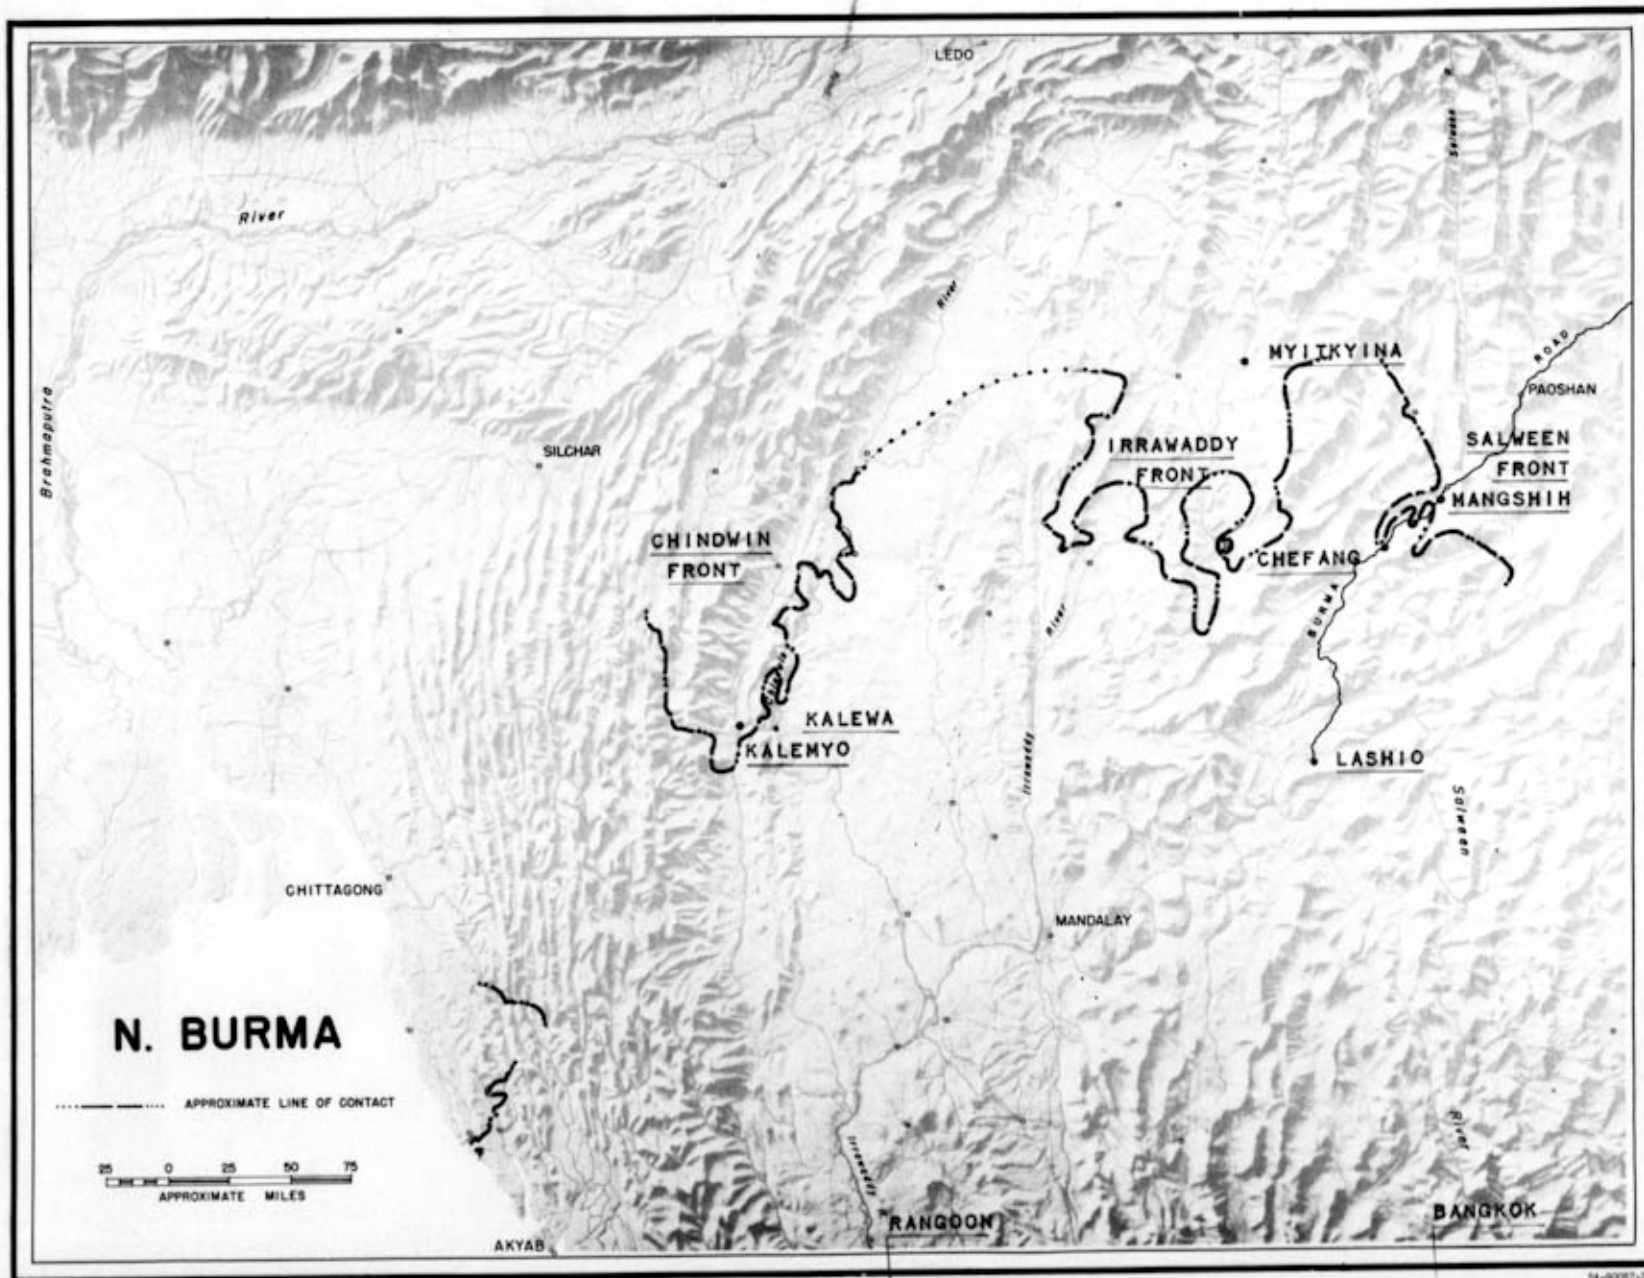 LEDO
Salween
R
River
River
Brahmaputra
MYITKYINA
ROAD
PAOSHAN
SILCHAR
IRRAWADDY
FRONT
SALWEEN
FRONT
MANGSHIH
CHINDWIN
FRONT
CHEFANG
BURMA
River
KALEWA
KALEMYO
Irrawaddy
LASHIO
Salween
CHITTAGONG
MANDALAY
N. BURMA
APPROXIMATE LINE OF CONTACT
25 0 25 50 75
APPROXIMATE MILES
Irrawaddy
River
RANGOON
BANGKOK
AKYAB